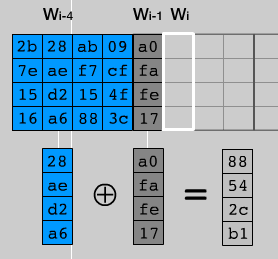 Wi-4 Wi-1 Wi
2b 28 ab 09 a0
7e ae f7 cf fa
15 d2 15 4f fe
16 a6 88 3c 17
28 a0 88
ae fa 54
d2 ⊕ fe = 2c
a6 17 b1